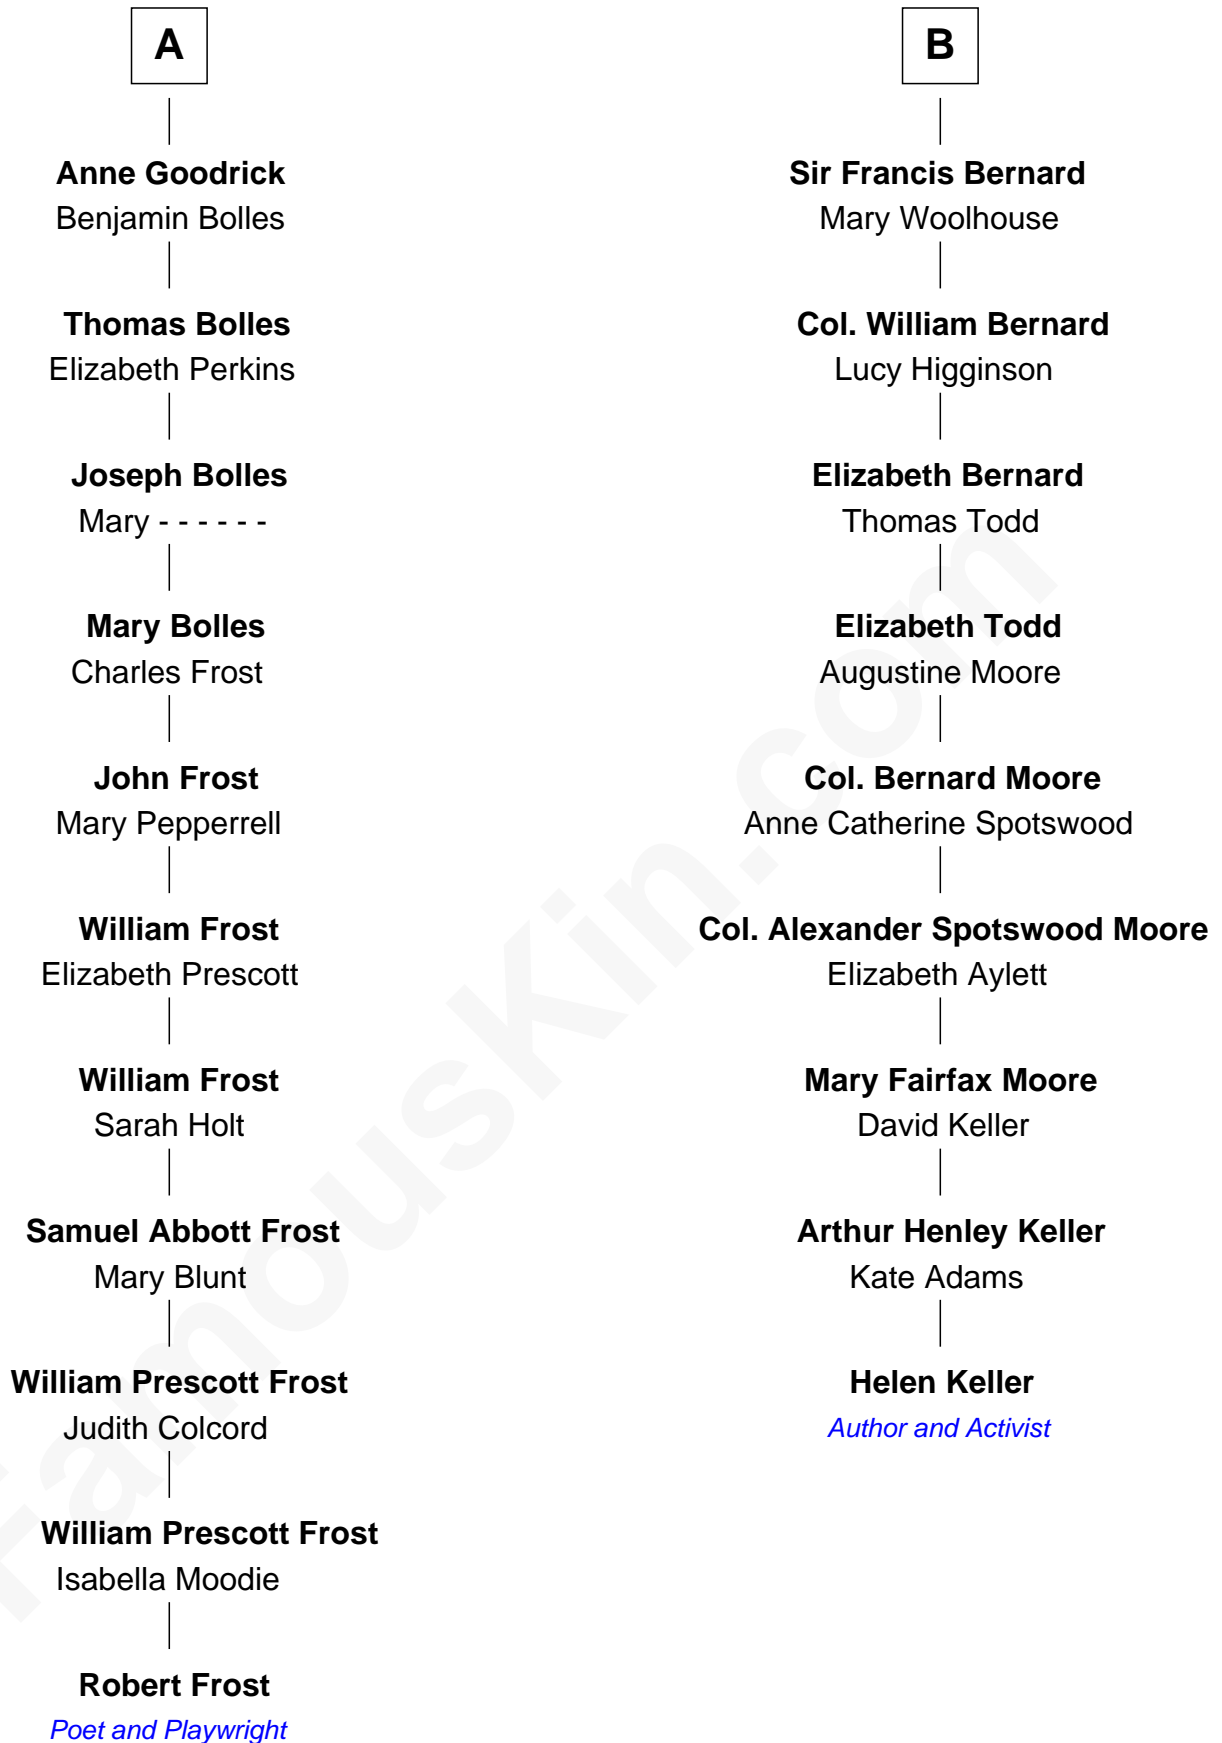 A
Anne Goodrick
Benjamin Bolles
Thomas Bolles
Elizabeth Perkins
Joseph Bolles
Mary - - - - - -
Mary Bolles
Charles Frost
John Frost
Mary Pepperrell
William Frost
Elizabeth Prescott
William Frost
Sarah Holt
Samuel Abbott Frost
Mary Blunt
William Prescott Frost
Judith Colcord
William Prescott Frost
Isabella Moodie
Robert Frost
Poet and Playwright
B
Sir Francis Bernard
Mary Woolhouse
Col. William Bernard
Lucy Higginson
Elizabeth Bernard
Thomas Todd
Elizabeth Todd
Augustine Moore
Col. Bernard Moore
Anne Catherine Spotswood
Col. Alexander Spotswood Moore
Elizabeth Aylett
Mary Fairfax Moore
David Keller
Arthur Henley Keller
Kate Adams
Helen Keller
Author and Activist
FamousKin.com